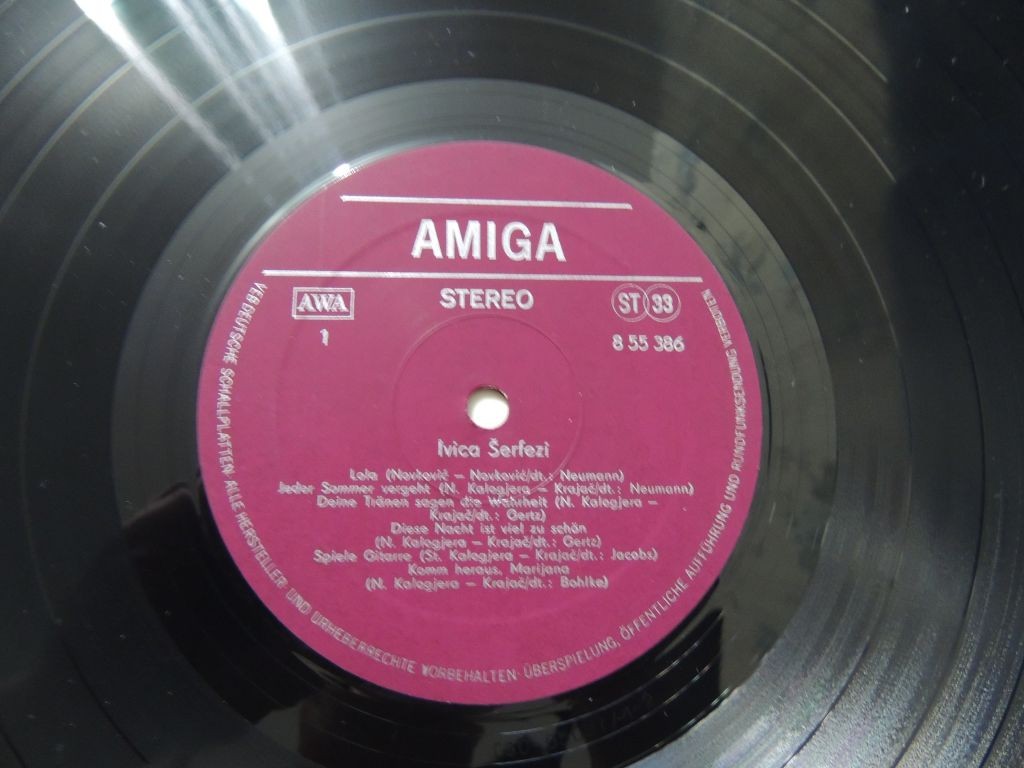 AMIGA
AWA
STEREO
ST 33
1
8 55 386
Ivica Šerfezi
Lola (Novković – Novković/dt.: Neumann)
Jeder Sommer vergeht (N. Kalogjera – Krajač/dt.: Neumann)
Deine Tränen sagen die Wahrheit (N. Kalogjera –
Krajač/dt.: Gertz)
Diese Nacht ist viel zu schön
(N. Kalogjera – Krajač/dt.: Gertz)
Spiele Gitarre (St. Kalogjera – Krajač/dt.: Jacobs)
Komm heraus, Marijana
(N. Kalogjera – Krajač/dt.: Bohlke)
VEB DEUTSCHE SCHALLPLATTEN · ALLE HERSTELLER- UND URHEBERRECHTE VORBEHALTEN · ÜBERSPIELUNG, ÖFFENTLICHE AUFFÜHRUNG UND RUNDFUNKSENDUNG VERBOTEN!